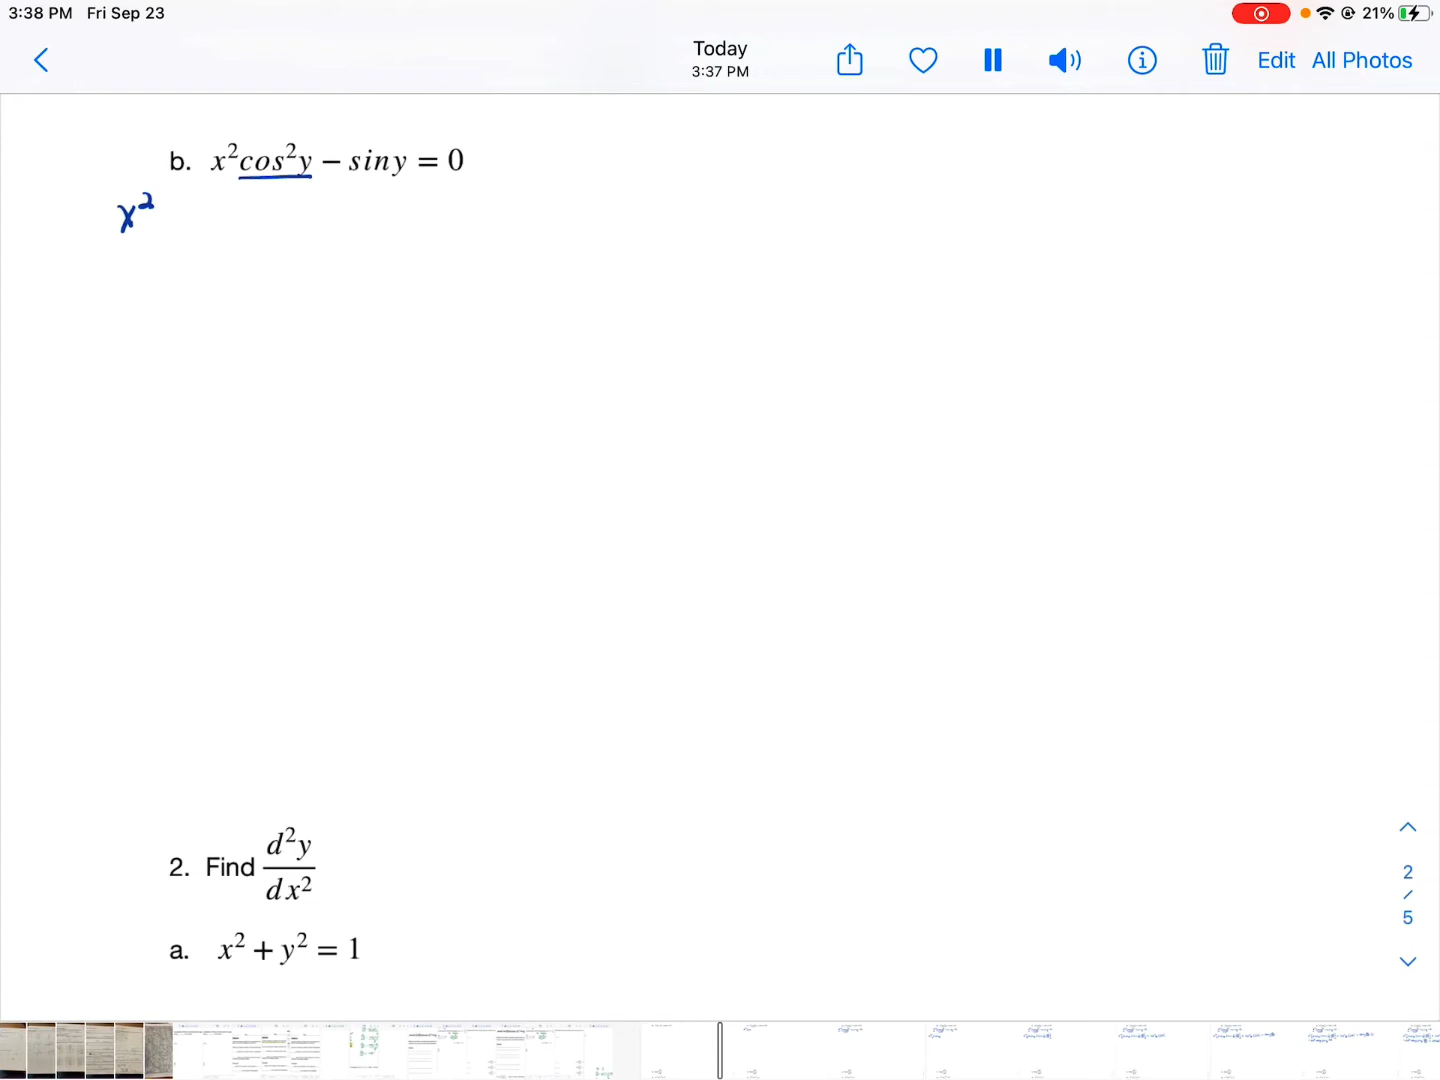 3:38 PM Fri Sep 23
21%
Today
3:37 PM
Edit All Photos
b. x²cos²y − siny = 0
x²
2. Find d²y/dx²
2
/
5
a. x² + y² = 1